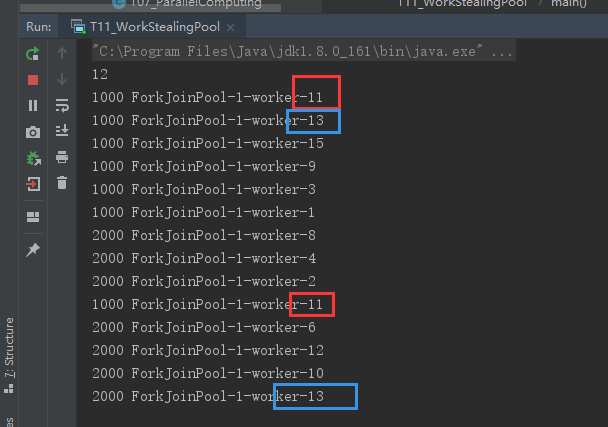 T07_ParallelComputing
T11_WorkStealingPool
main()
Run:
T11_WorkStealingPool
"C:\Program Files\Java\jdk1.8.0_161\bin\java.exe" ...
12
1000 ForkJoinPool-1-worker-11
1000 ForkJoinPool-1-worker-13
1000 ForkJoinPool-1-worker-15
1000 ForkJoinPool-1-worker-9
1000 ForkJoinPool-1-worker-3
1000 ForkJoinPool-1-worker-1
2000 ForkJoinPool-1-worker-8
2000 ForkJoinPool-1-worker-4
2000 ForkJoinPool-1-worker-2
1000 ForkJoinPool-1-worker-11
2000 ForkJoinPool-1-worker-6
2000 ForkJoinPool-1-worker-12
2000 ForkJoinPool-1-worker-10
2000 ForkJoinPool-1-worker-13
7: Structure